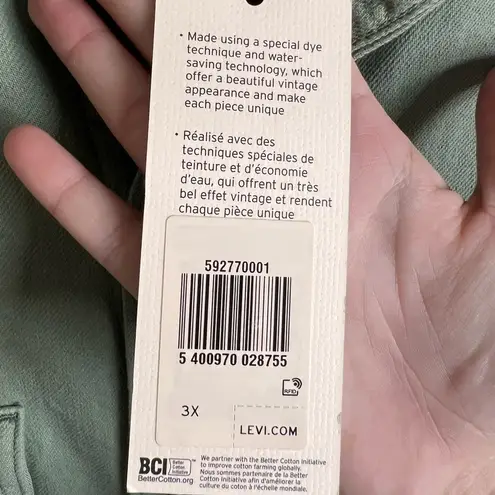 • Made using a special dye
technique and water-
saving technology, which
offer a beautiful vintage
appearance and make
each piece unique
• Réalisé avec des
techniques spéciales de
teinture et d'économie
d'eau, qui offrent un très
bel effet vintage et rendent
chaque pièce unique
592770001
5 400970 028755
RFID
3X
LEVI.COM
BCI Better
Cotton
Initiative
BetterCotton.org
We partner with the Better Cotton Initiative
to improve cotton farming globally.
Nous sommes partenaire de la Better
Cotton Initiative afin d'améliorer la
culture du coton à l'échelle mondiale.